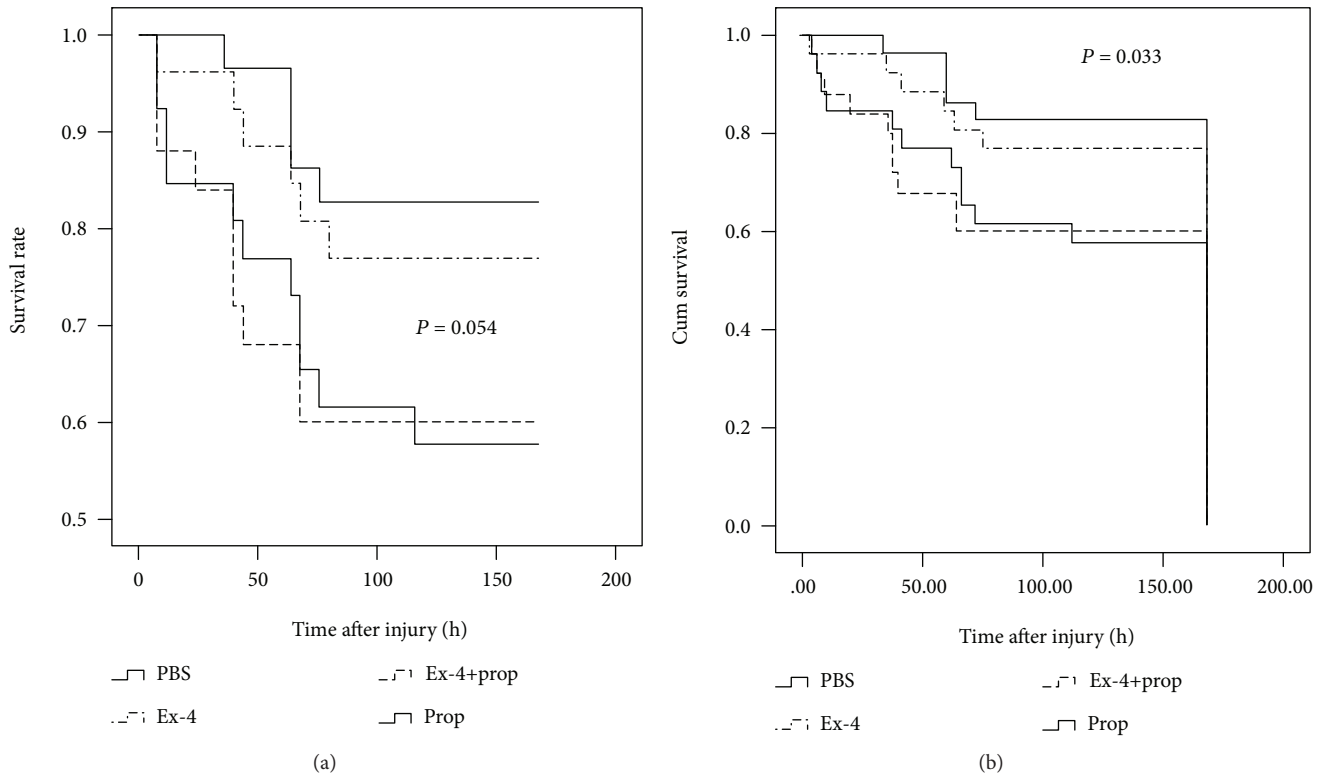 1.0
0.9
0.8
0.7
0.6
0.5
Survival rate
P = 0.054
0
50
100
150
200
Time after injury (h)
PBS
Ex-4+prop
Ex-4
Prop
(a)
1.0
0.8
0.6
0.4
0.2
0.0
Cum survival
P = 0.033
.00
50.00
100.00
150.00
200.00
Time after injury (h)
PBS
Ex-4+prop
Ex-4
Prop
(b)